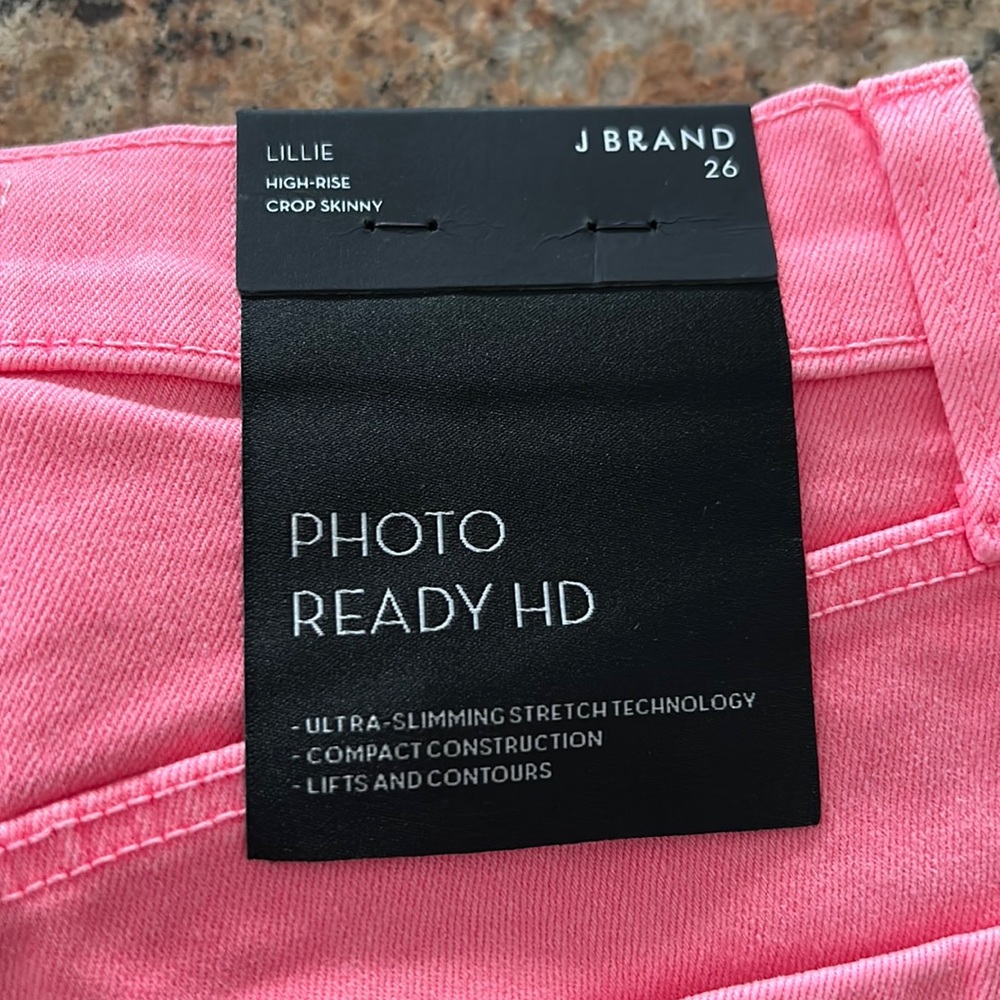 LILLIE
HIGH-RISE
CROP SKINNY
J BRAND
26
PHOTO
READY HD
- ULTRA-SLIMMING STRETCH TECHNOLOGY
- COMPACT CONSTRUCTION
- LIFTS AND CONTOURS